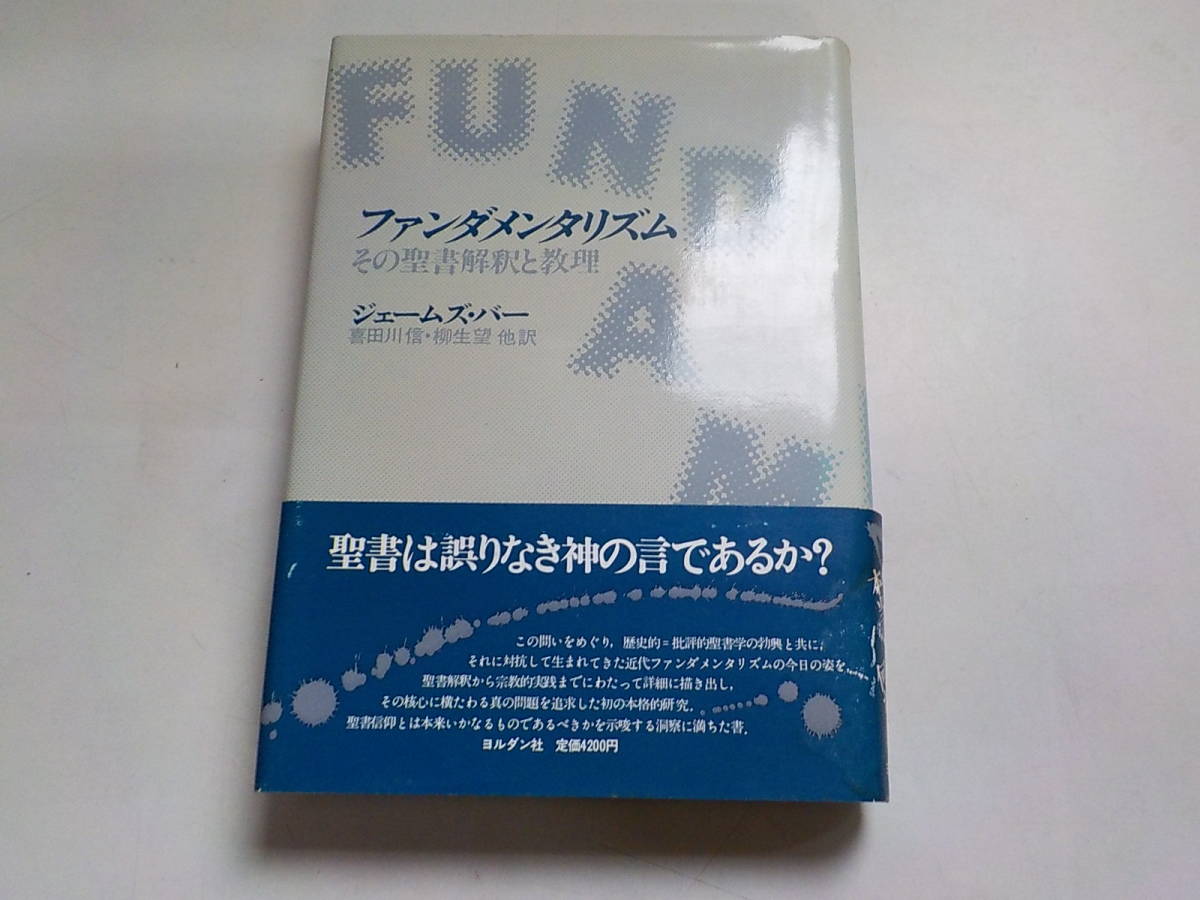 FUNDAM
ファンダメンタリズム
その聖書解釈と教理
ジェームズ・バー
喜田川信・柳生望 他訳
聖書は誤りなき神の言であるか?
この問いをめぐり，歴史的＝批評的聖書学の勃興と共に，
それに対抗して生まれてきた近代ファンダメンタリズムの今日の姿を，
聖書解釈から宗教的実践までにわたって詳細に描き出し，
その核心に横たわる真の問題を追求した初の本格的研究．
聖書信仰とは本来いかなるものであるべきかを示唆する洞察に満ちた書．
ヨルダン社 定価4200円